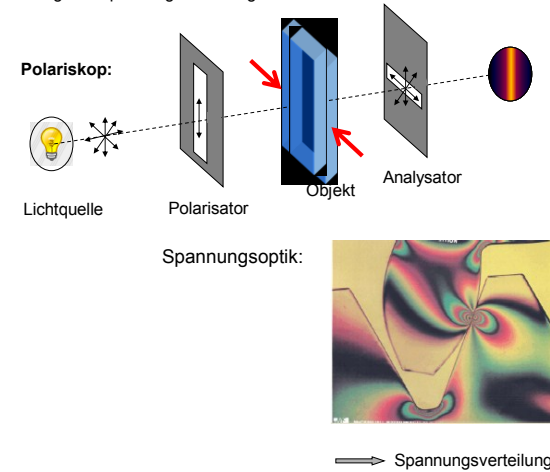 Polariskop:
Lichtquelle
Polarisator
Objekt
Analysator
Spannungsoptik:
Spannungsverteilung